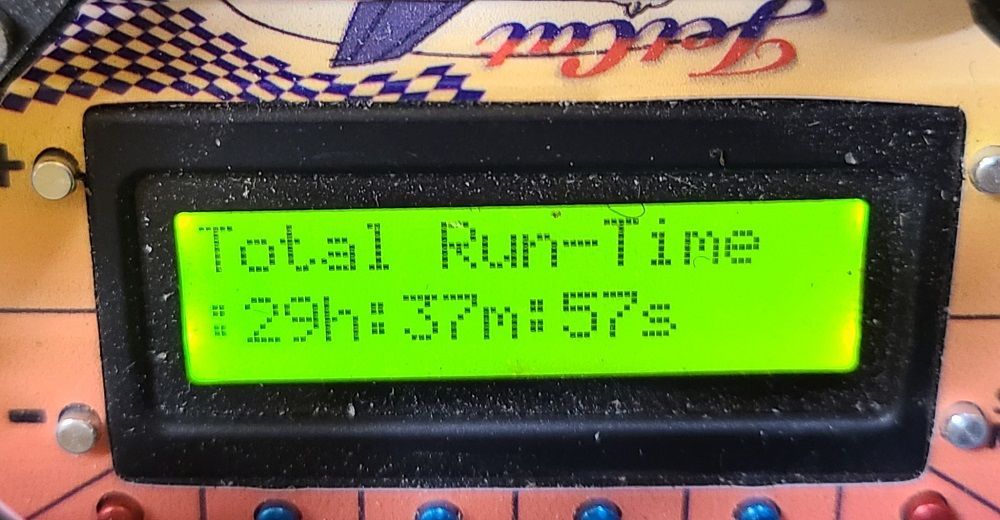 JetCat
Total Run-Time
:29h:37m:57s
+
-